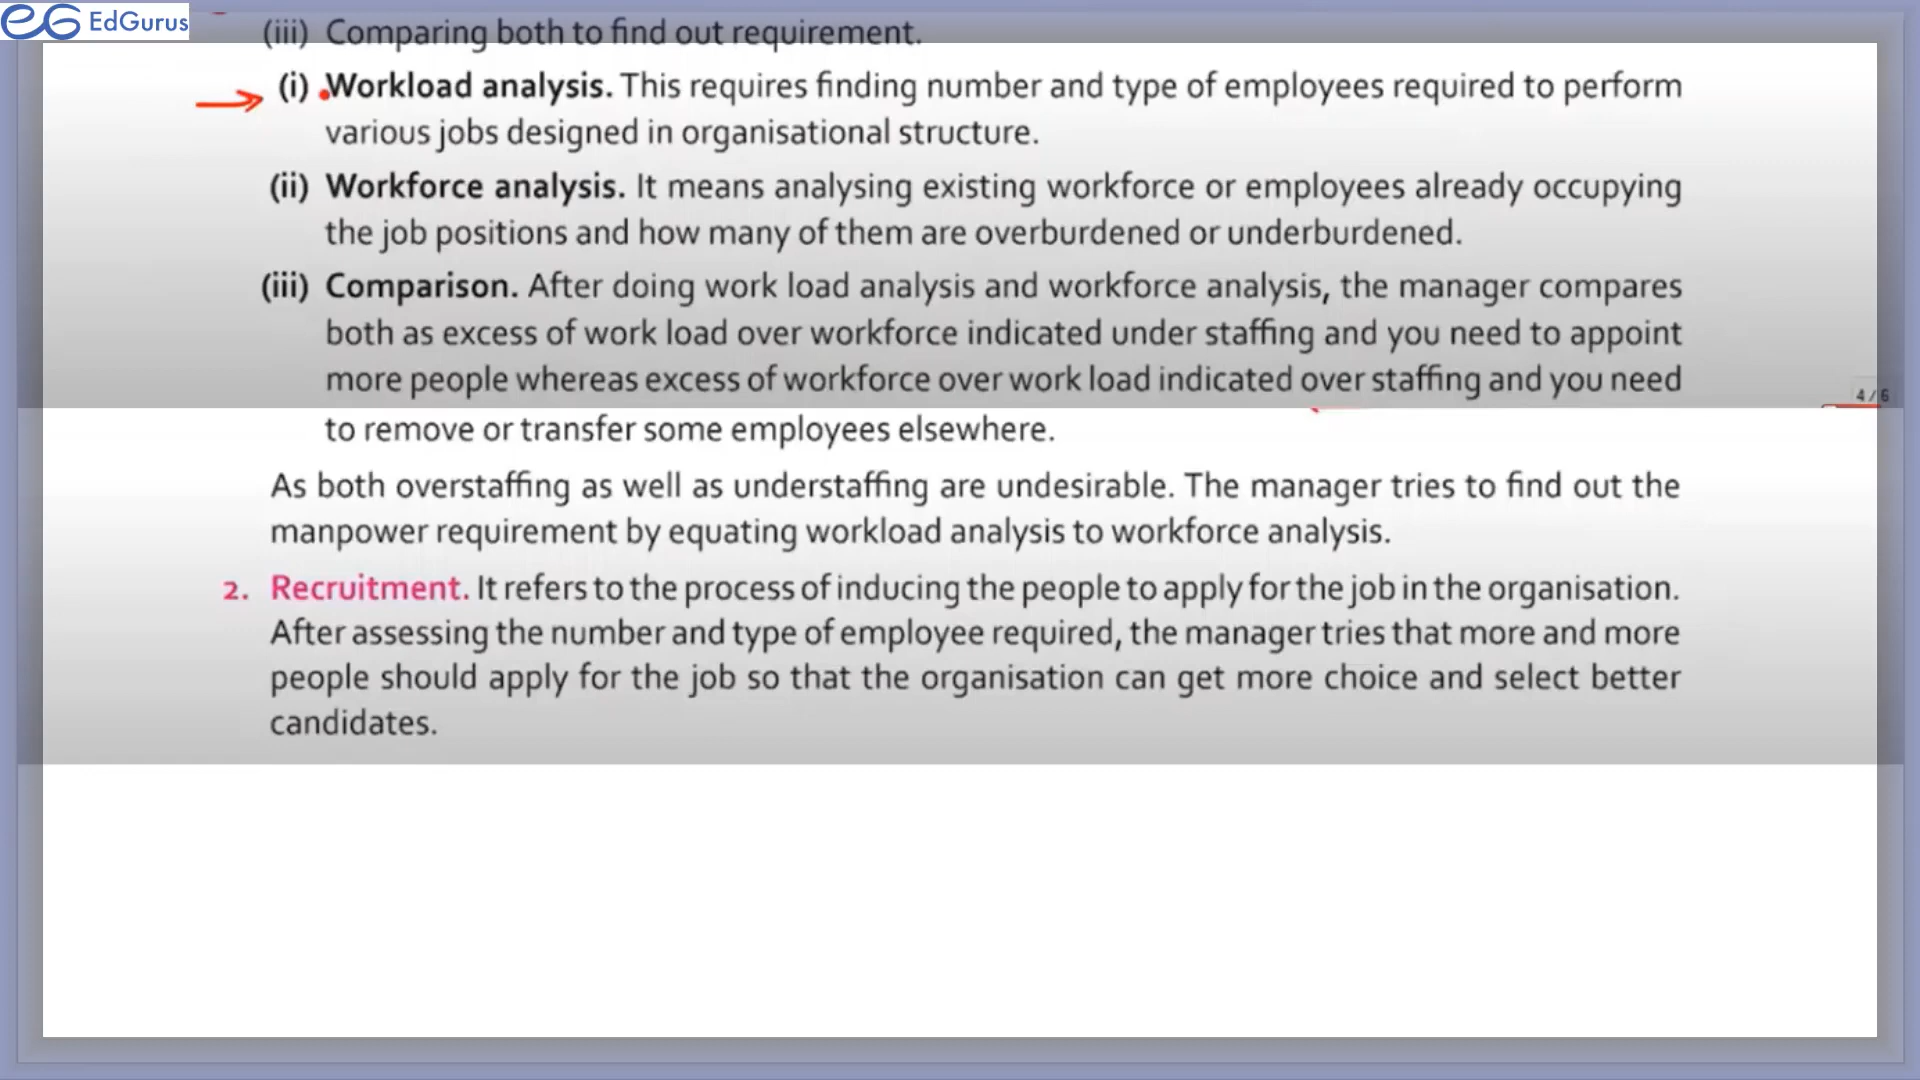 EdGurus
(iii) Comparing both to find out requirement.
(i) Workload analysis. This requires finding number and type of employees required to perform
various jobs designed in organisational structure.
(ii) Workforce analysis. It means analysing existing workforce or employees already occupying
the job positions and how many of them are overburdened or underburdened.
(iii) Comparison. After doing work load analysis and workforce analysis, the manager compares
both as excess of work load over workforce indicated under staffing and you need to appoint
more people whereas excess of workforce over work load indicated over staffing and you need
4 / 6
to remove or transfer some employees elsewhere.
As both overstaffing as well as understaffing are undesirable. The manager tries to find out the
manpower requirement by equating workload analysis to workforce analysis.
2. Recruitment. It refers to the process of inducing the people to apply for the job in the organisation.
After assessing the number and type of employee required, the manager tries that more and more
people should apply for the job so that the organisation can get more choice and select better
candidates.